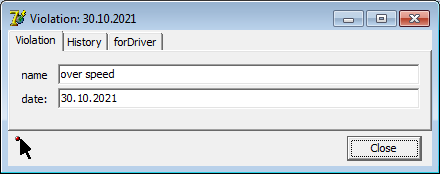 Violation: 30.10.2021
Violation History forDriver
name over speed
date: 30.10.2021
Close